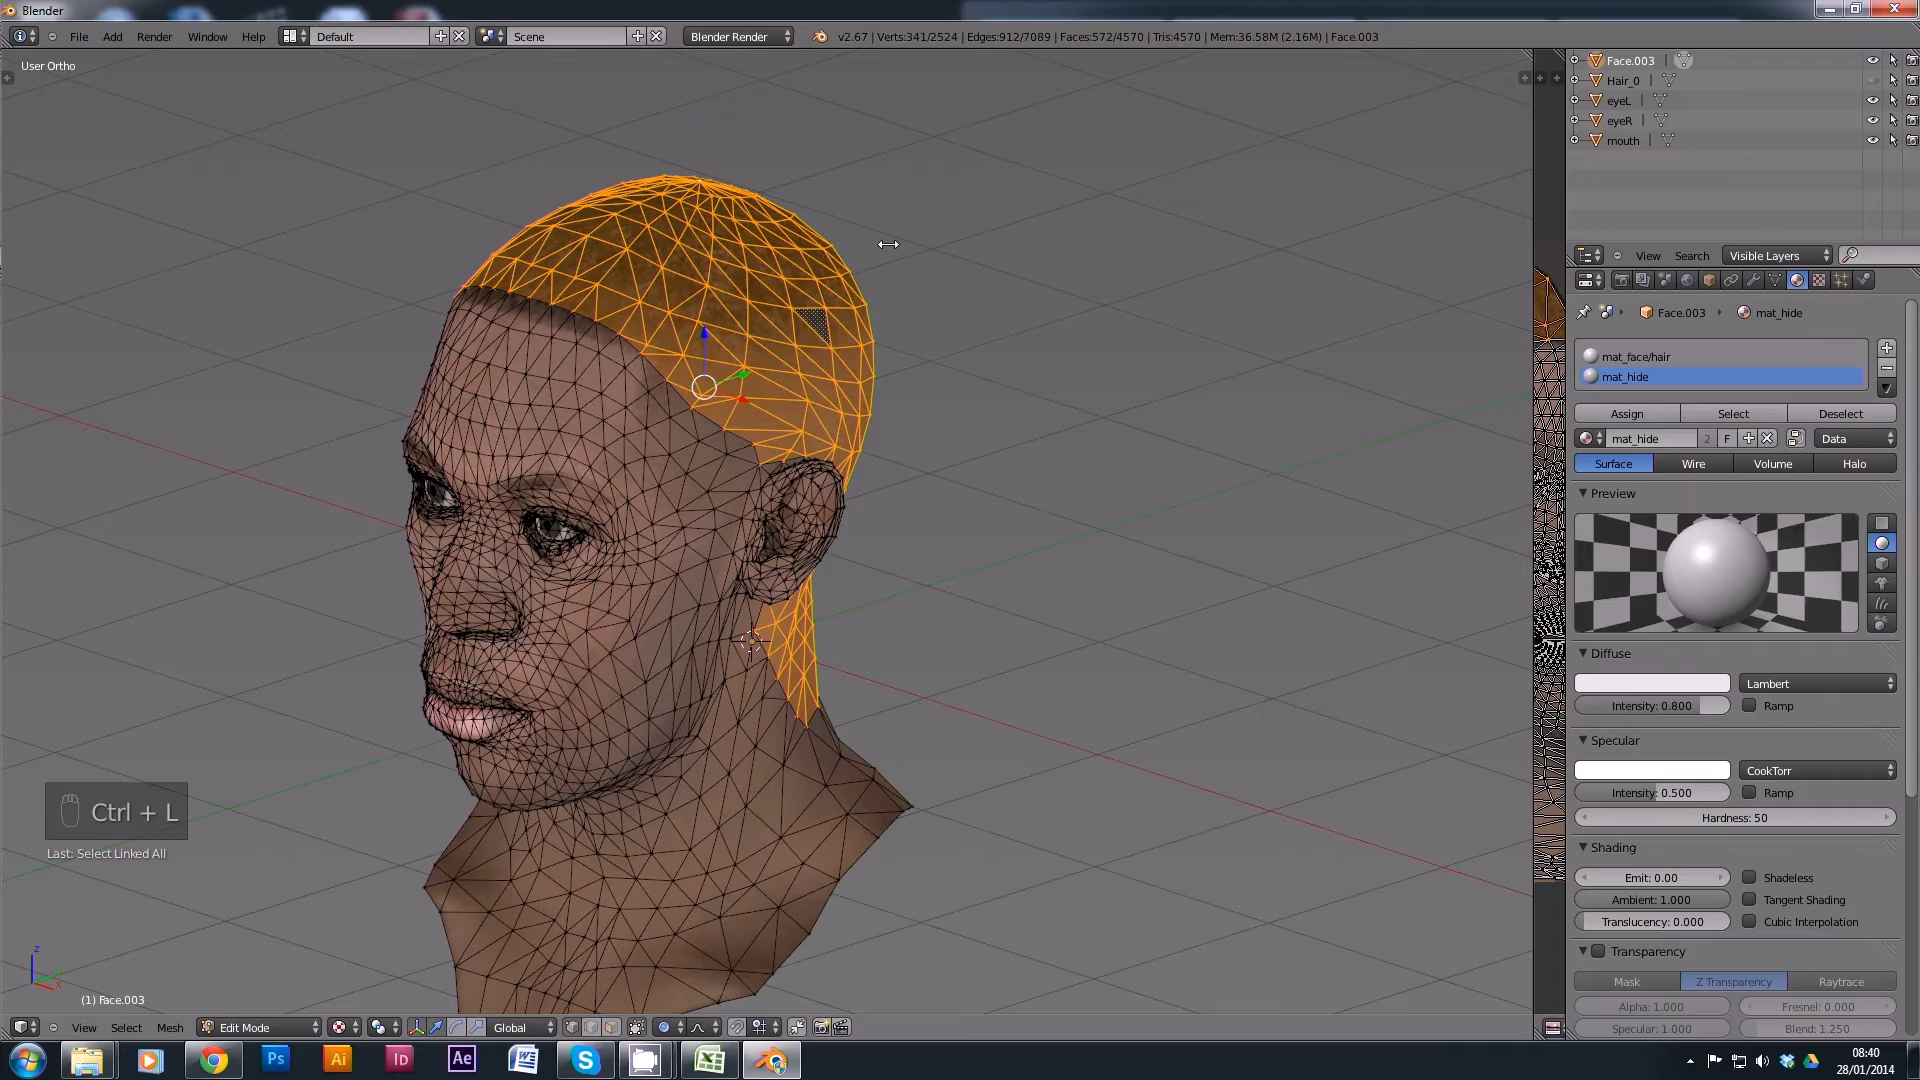 Blender
File Add Render Window Help Default Scene Blender Render v2.67 | Verts:341/2524 | Edges:912/7089 | Faces:572/4570 | Tris:4570 | Mem:36.58M (2.16M) | Face.003
User Ortho
Face.003
Hair_0
eyeL
eyeR
mouth
View Search Visible Layers
Face.003 mat_hide
mat_face/hair
mat_hide
Assign Select Deselect
mat_hide 2 F Data
Surface Wire Volume Halo
Preview
Diffuse
Lambert
Intensity: 0.800 Ramp
Specular
CookTorr
Intensity: 0.500 Ramp
Hardness: 50
Shading
Emit: 0.00 Shadeless
Ambient: 1.000 Tangent Shading
Translucency: 0.000 Cubic Interpolation
Transparency
Mask Z Transparency Raytrace
Alpha: 1.000 Fresnel: 0.000
Specular: 1.000 Blend: 1.250
Ctrl + L
Last: Select Linked All
z
(1) Face.003
View Select Mesh Edit Mode Global
Ps Ai Id Ae W S
08:40
28/01/2014